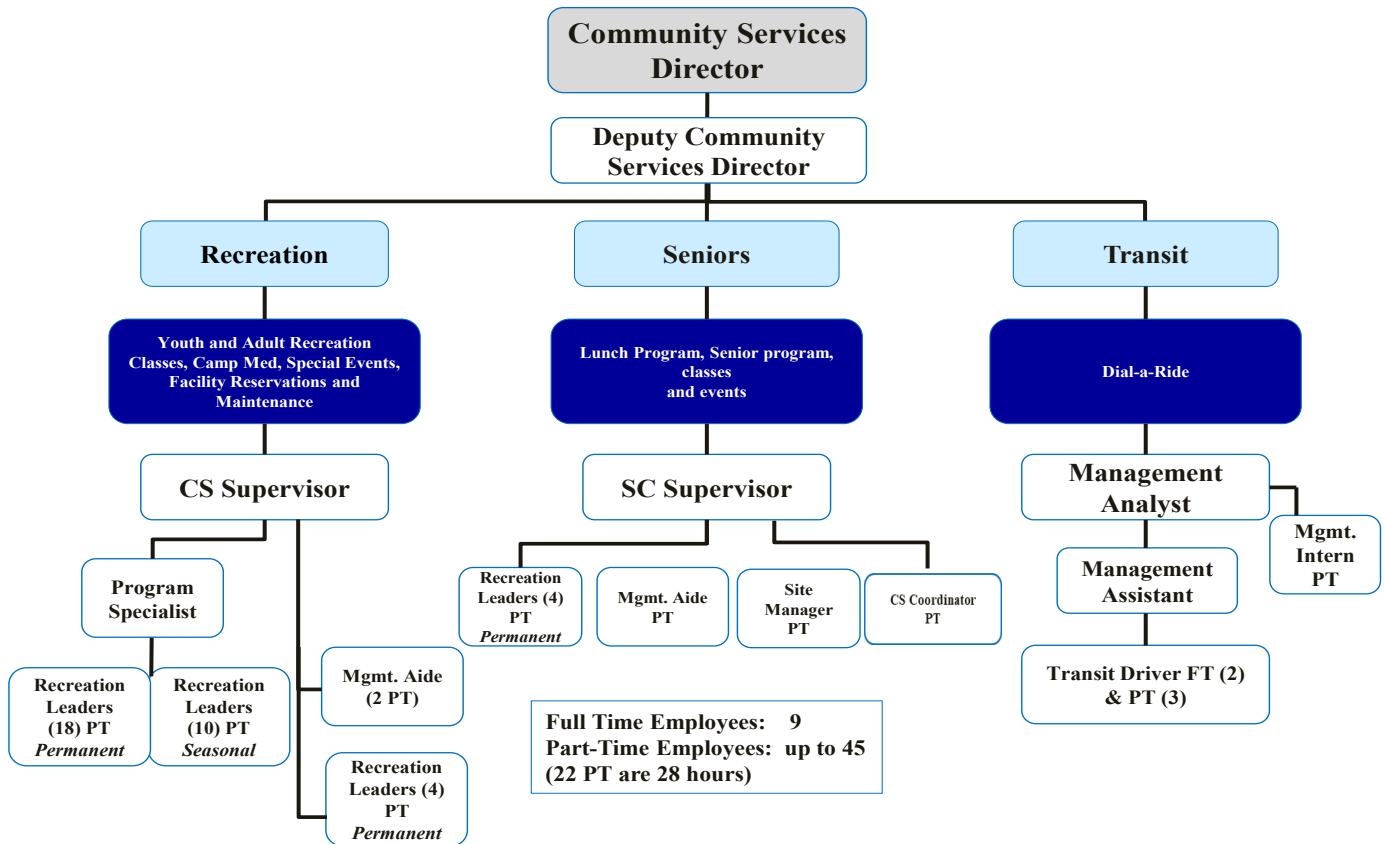 Community Services
Director
Deputy Community
Services Director
Recreation
Seniors
Transit
Youth and Adult Recreation
Classes, Camp Med, Special Events,
Facility Reservations and
Maintenance
Lunch Program, Senior program,
classes
and events
Dial-a-Ride
CS Supervisor
SC Supervisor
Management
Analyst
Mgmt.
Intern
PT
Program
Specialist
Recreation
Leaders (4)
PT
Permanent
Mgmt. Aide
PT
Site
Manager
PT
CS Coordinator
PT
Management
Assistant
Recreation
Leaders
(18) PT
Permanent
Recreation
Leaders
(10) PT
Seasonal
Mgmt. Aide
(2 PT)
Transit Driver FT (2)
& PT (3)
Recreation
Leaders (4)
PT
Permanent
Full Time Employees: 9
Part-Time Employees: up to 45
(22 PT are 28 hours)